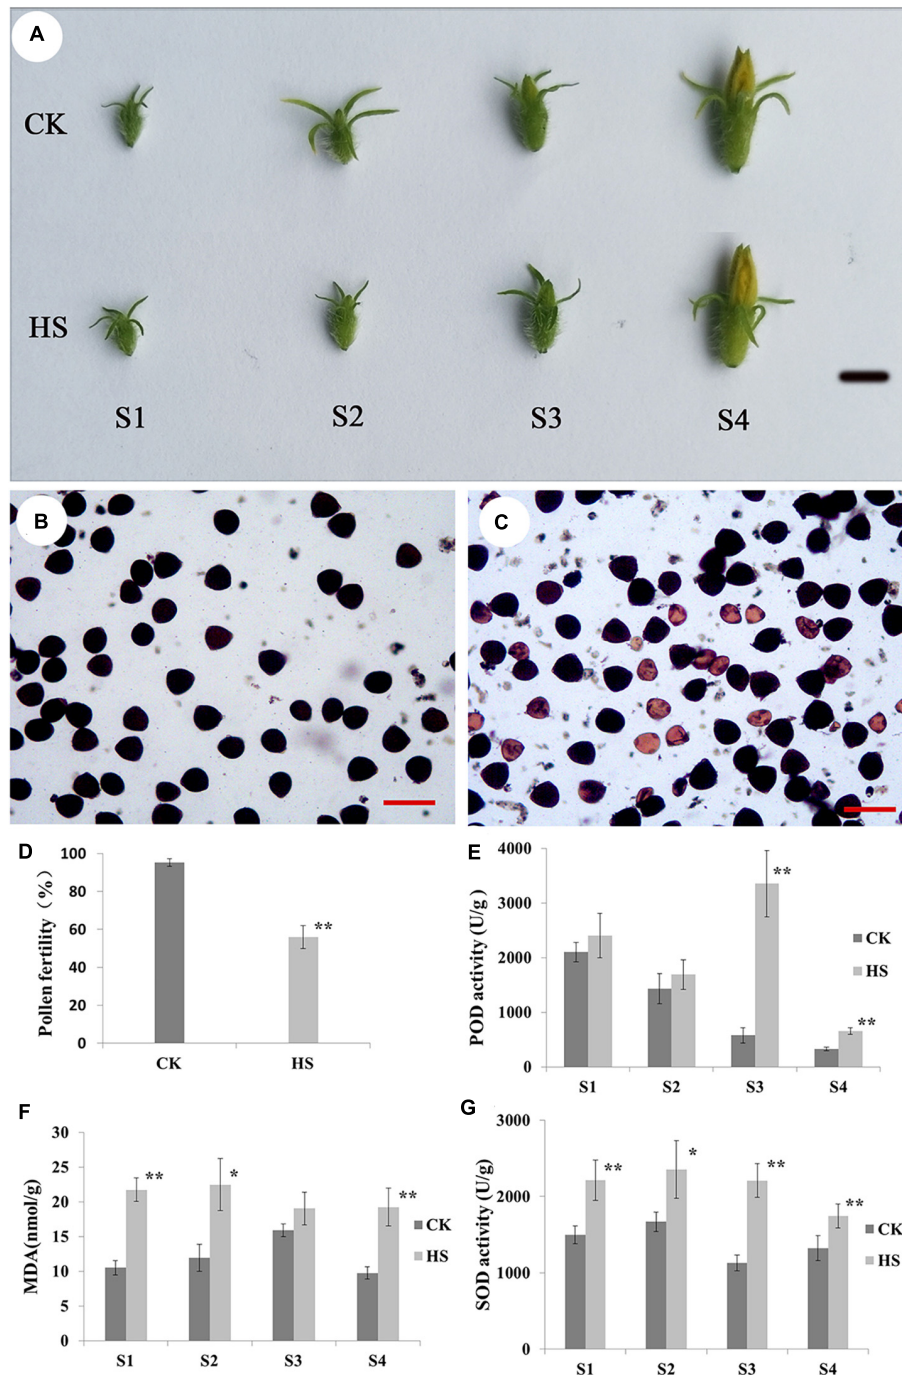 A
CK
HS
S1 S2 S3 S4
B
C
D
Pollen fertility (%)
100
80
60
40
20
0
**
CK HS
E
POD activity (U/g)
4000
3000
2000
1000
0
**
**
CK
HS
S1 S2 S3 S4
F
MDA(nmol/g)
30
25
20
15
10
5
0
**
*
**
CK
HS
S1 S2 S3 S4
G
SOD activity (U/g)
3000
2000
1000
0
**
*
**
**
CK
HS
S1 S2 S3 S4